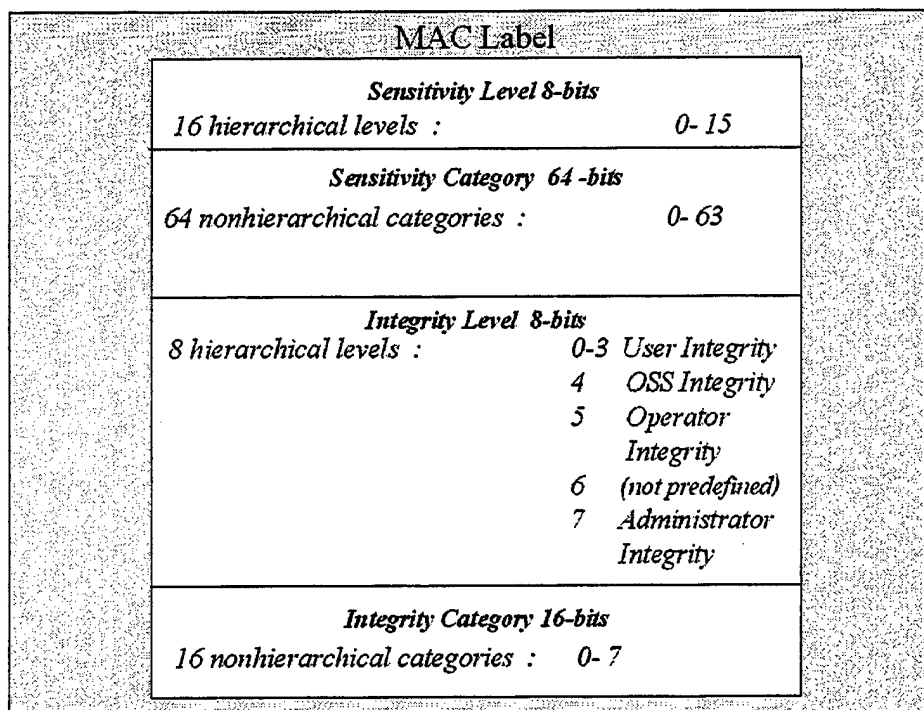 MAC Label
Sensitivity Level 8-bits
16 hierarchical levels : 0- 15
Sensitivity Category 64 -bits
64 nonhierarchical categories : 0- 63
Integrity Level 8-bits
8 hierarchical levels : 0-3 User Integrity
4 OSS Integrity
5 Operator
Integrity
6 (not predefined)
7 Administrator
Integrity
Integrity Category 16-bits
16 nonhierarchical categories : 0- 7